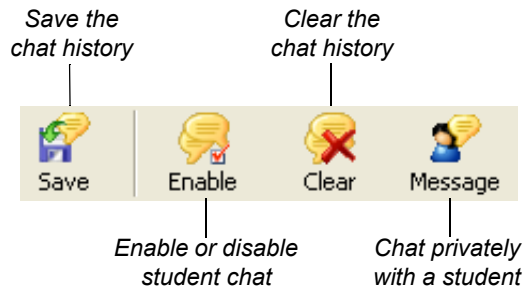 Save the
chat history
Clear the
chat history
Save
Enable
Clear
Message
Enable or disable
student chat
Chat privately
with a student